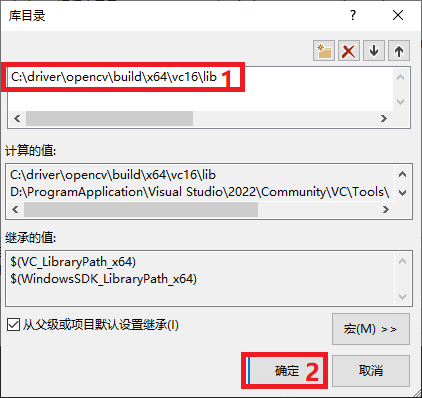 库目录
C:\driver\opencv\build\x64\vc16\lib 1
计算的值:
C:\driver\opencv\build\x64\vc16\lib
D:\ProgramApplication\Visual Studio\2022\Community\VC\Tools\
继承的值:
$(VC_LibraryPath_x64)
$(WindowsSDK_LibraryPath_x64)
从父级或项目默认设置继承(I)
宏(M) >>
确定 2
取消